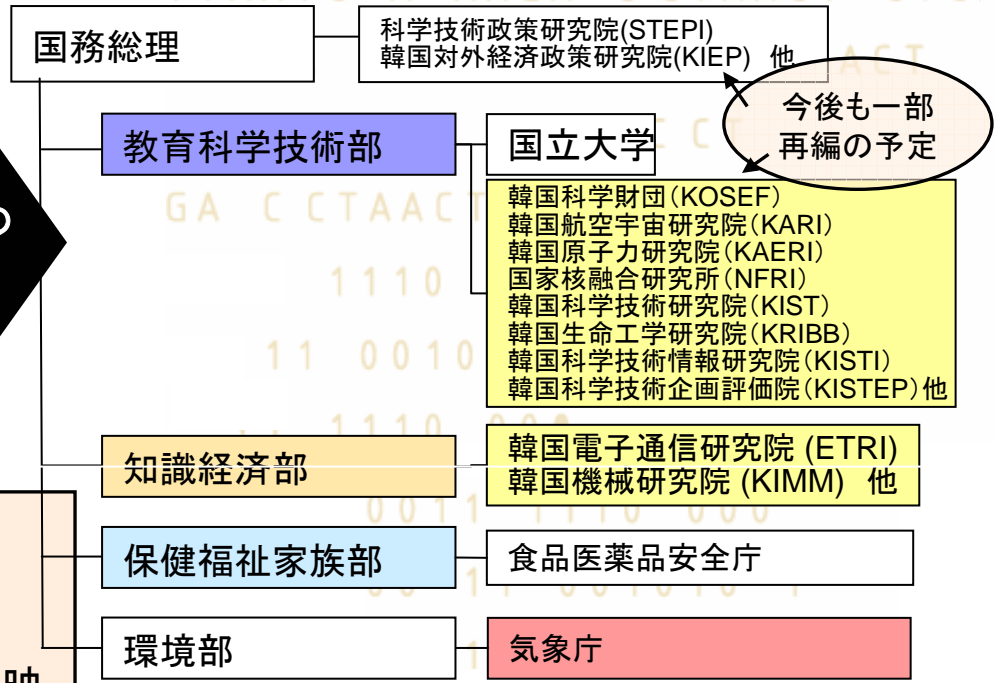 国務総理
科学技術政策研究院(STEPI)
韓国対外経済政策研究院(KIEP) 他
今後も一部
再編の予定
教育科学技術部
国立大学
韓国科学財団(KOSEF)
韓国航空宇宙研究院(KARI)
韓国原子力研究院(KAERI)
国家核融合研究所(NFRI)
韓国科学技術研究院(KIST)
韓国生命工学研究院(KRIBB)
韓国科学技術情報研究院(KISTI)
韓国科学技術企画評価院(KISTEP)他
知識経済部
韓国電子通信研究院 (ETRI)
韓国機械研究院 (KIMM) 他
保健福祉家族部
食品医薬品安全庁
環境部
気象庁